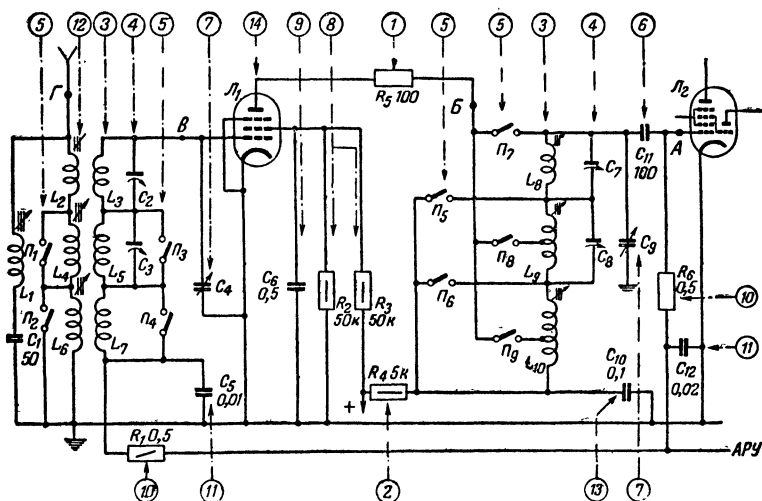 5 12 3 4 5 7 14 9 8 1 5 5 3 4 6
Г
Л₁
R₅ 100
Б
Л₂
В
П₇
C₁₁
100
А
L₂
L₃
C₂
L₈
C₇
П₅
П₁
L₄
L₅
C₃
П₃
C₄
C₆
0,5
R₂
50к
R₃
50к
П₈
L₉
C₈
C₉
П₆
R₆
0,5
10
L₁
П₂
C₁
50
L₆
L₇
П₄
П₉
L₁₀
C₅
0,01
+
R₄ 5к
C₁₀
0,1
C₁₂
0,02
11
R₁ 0,5
АРУ
10 11 2 13 7